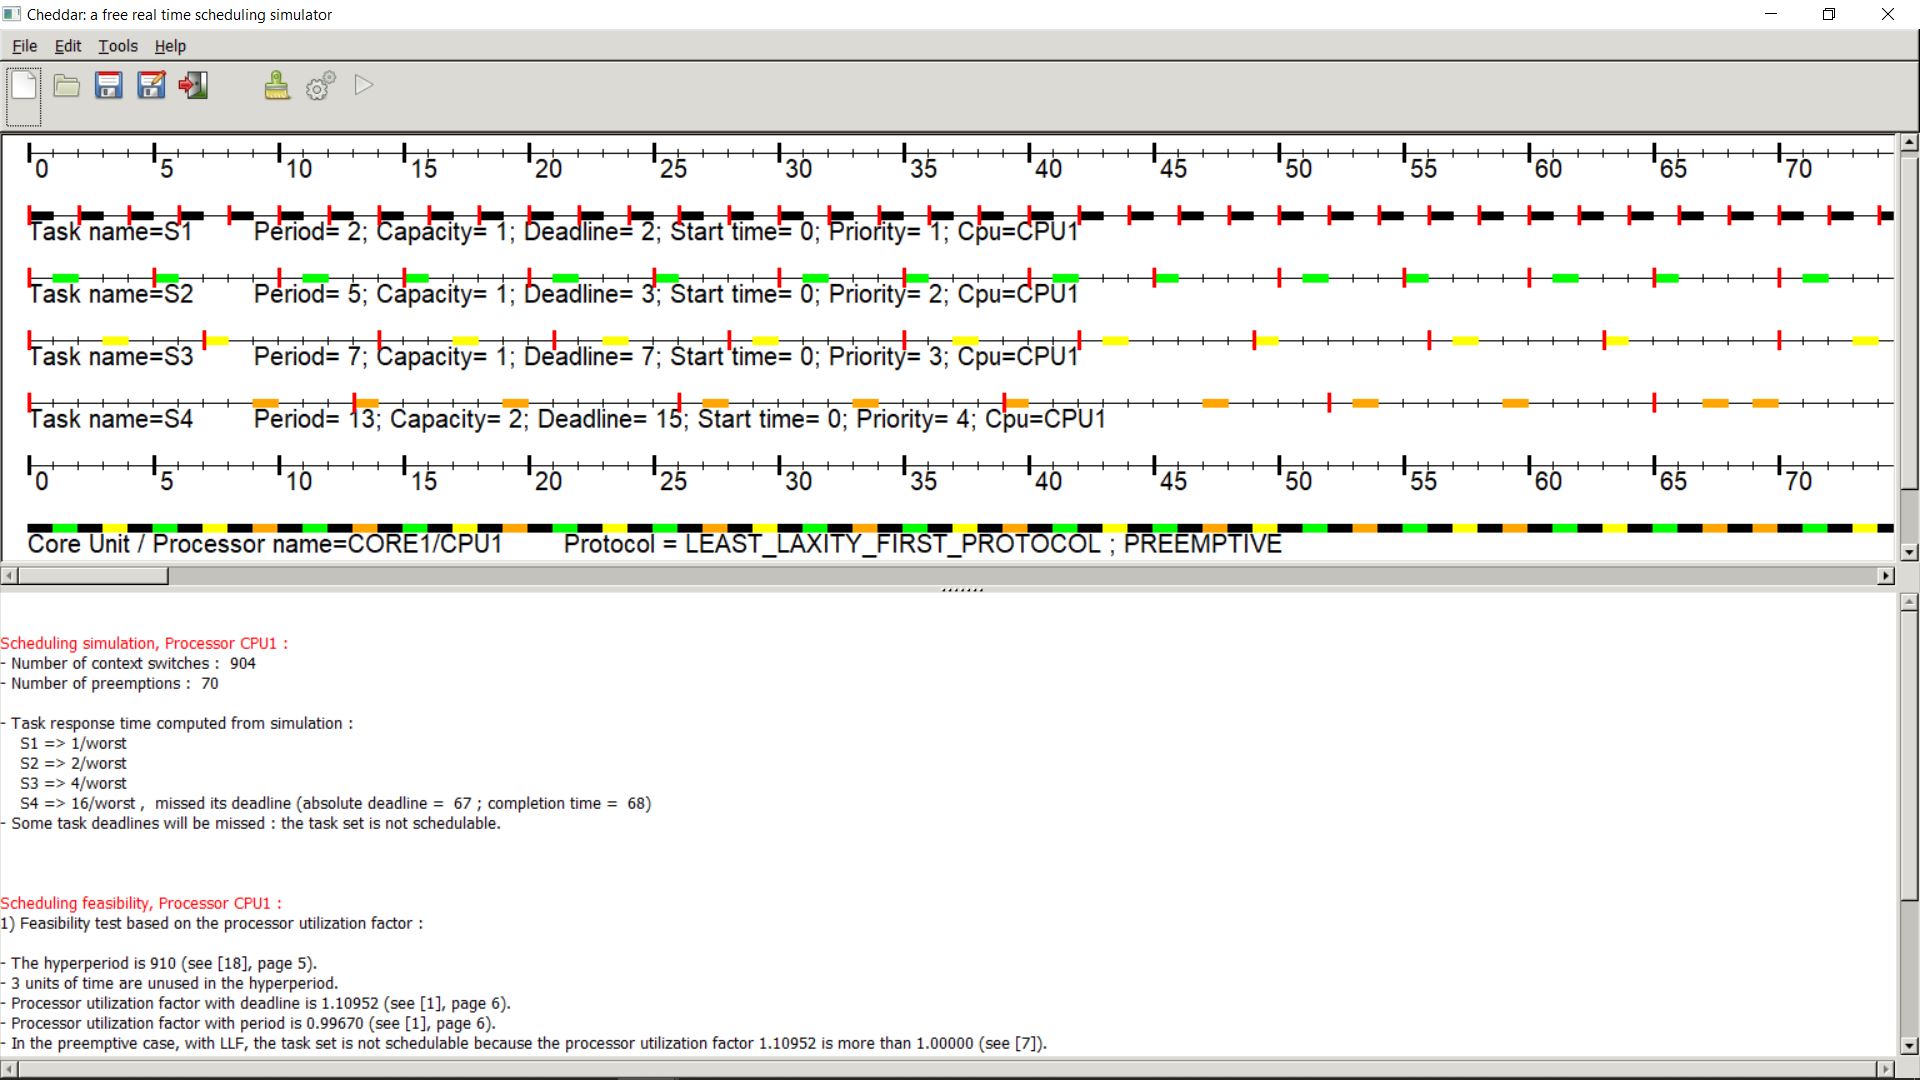 Cheddar: a free real time scheduling simulator
File Edit Tools Help
0 5 10 15 20 25 30 35 40 45 50 55 60 65 70
Task name=S1 Period= 2; Capacity= 1; Deadline= 2; Start time= 0; Priority= 1; Cpu=CPU1
Task name=S2 Period= 5; Capacity= 1; Deadline= 3; Start time= 0; Priority= 2; Cpu=CPU1
Task name=S3 Period= 7; Capacity= 1; Deadline= 7; Start time= 0; Priority= 3; Cpu=CPU1
Task name=S4 Period= 13; Capacity= 2; Deadline= 15; Start time= 0; Priority= 4; Cpu=CPU1
0 5 10 15 20 25 30 35 40 45 50 55 60 65 70
Core Unit / Processor name=CORE1/CPU1 Protocol = LEAST_LAXITY_FIRST_PROTOCOL ; PREEMPTIVE
Scheduling simulation, Processor CPU1 :
- Number of context switches : 904
- Number of preemptions : 70
- Task response time computed from simulation :
S1 => 1/worst
S2 => 2/worst
S3 => 4/worst
S4 => 16/worst , missed its deadline (absolute deadline = 67 ; completion time = 68)
- Some task deadlines will be missed : the task set is not schedulable.
Scheduling feasibility, Processor CPU1 :
1) Feasibility test based on the processor utilization factor :
- The hyperperiod is 910 (see [18], page 5).
- 3 units of time are unused in the hyperperiod.
- Processor utilization factor with deadline is 1.10952 (see [1], page 6).
- Processor utilization factor with period is 0.99670 (see [1], page 6).
- In the preemptive case, with LLF, the task set is not schedulable because the processor utilization factor 1.10952 is more than 1.00000 (see [7]).